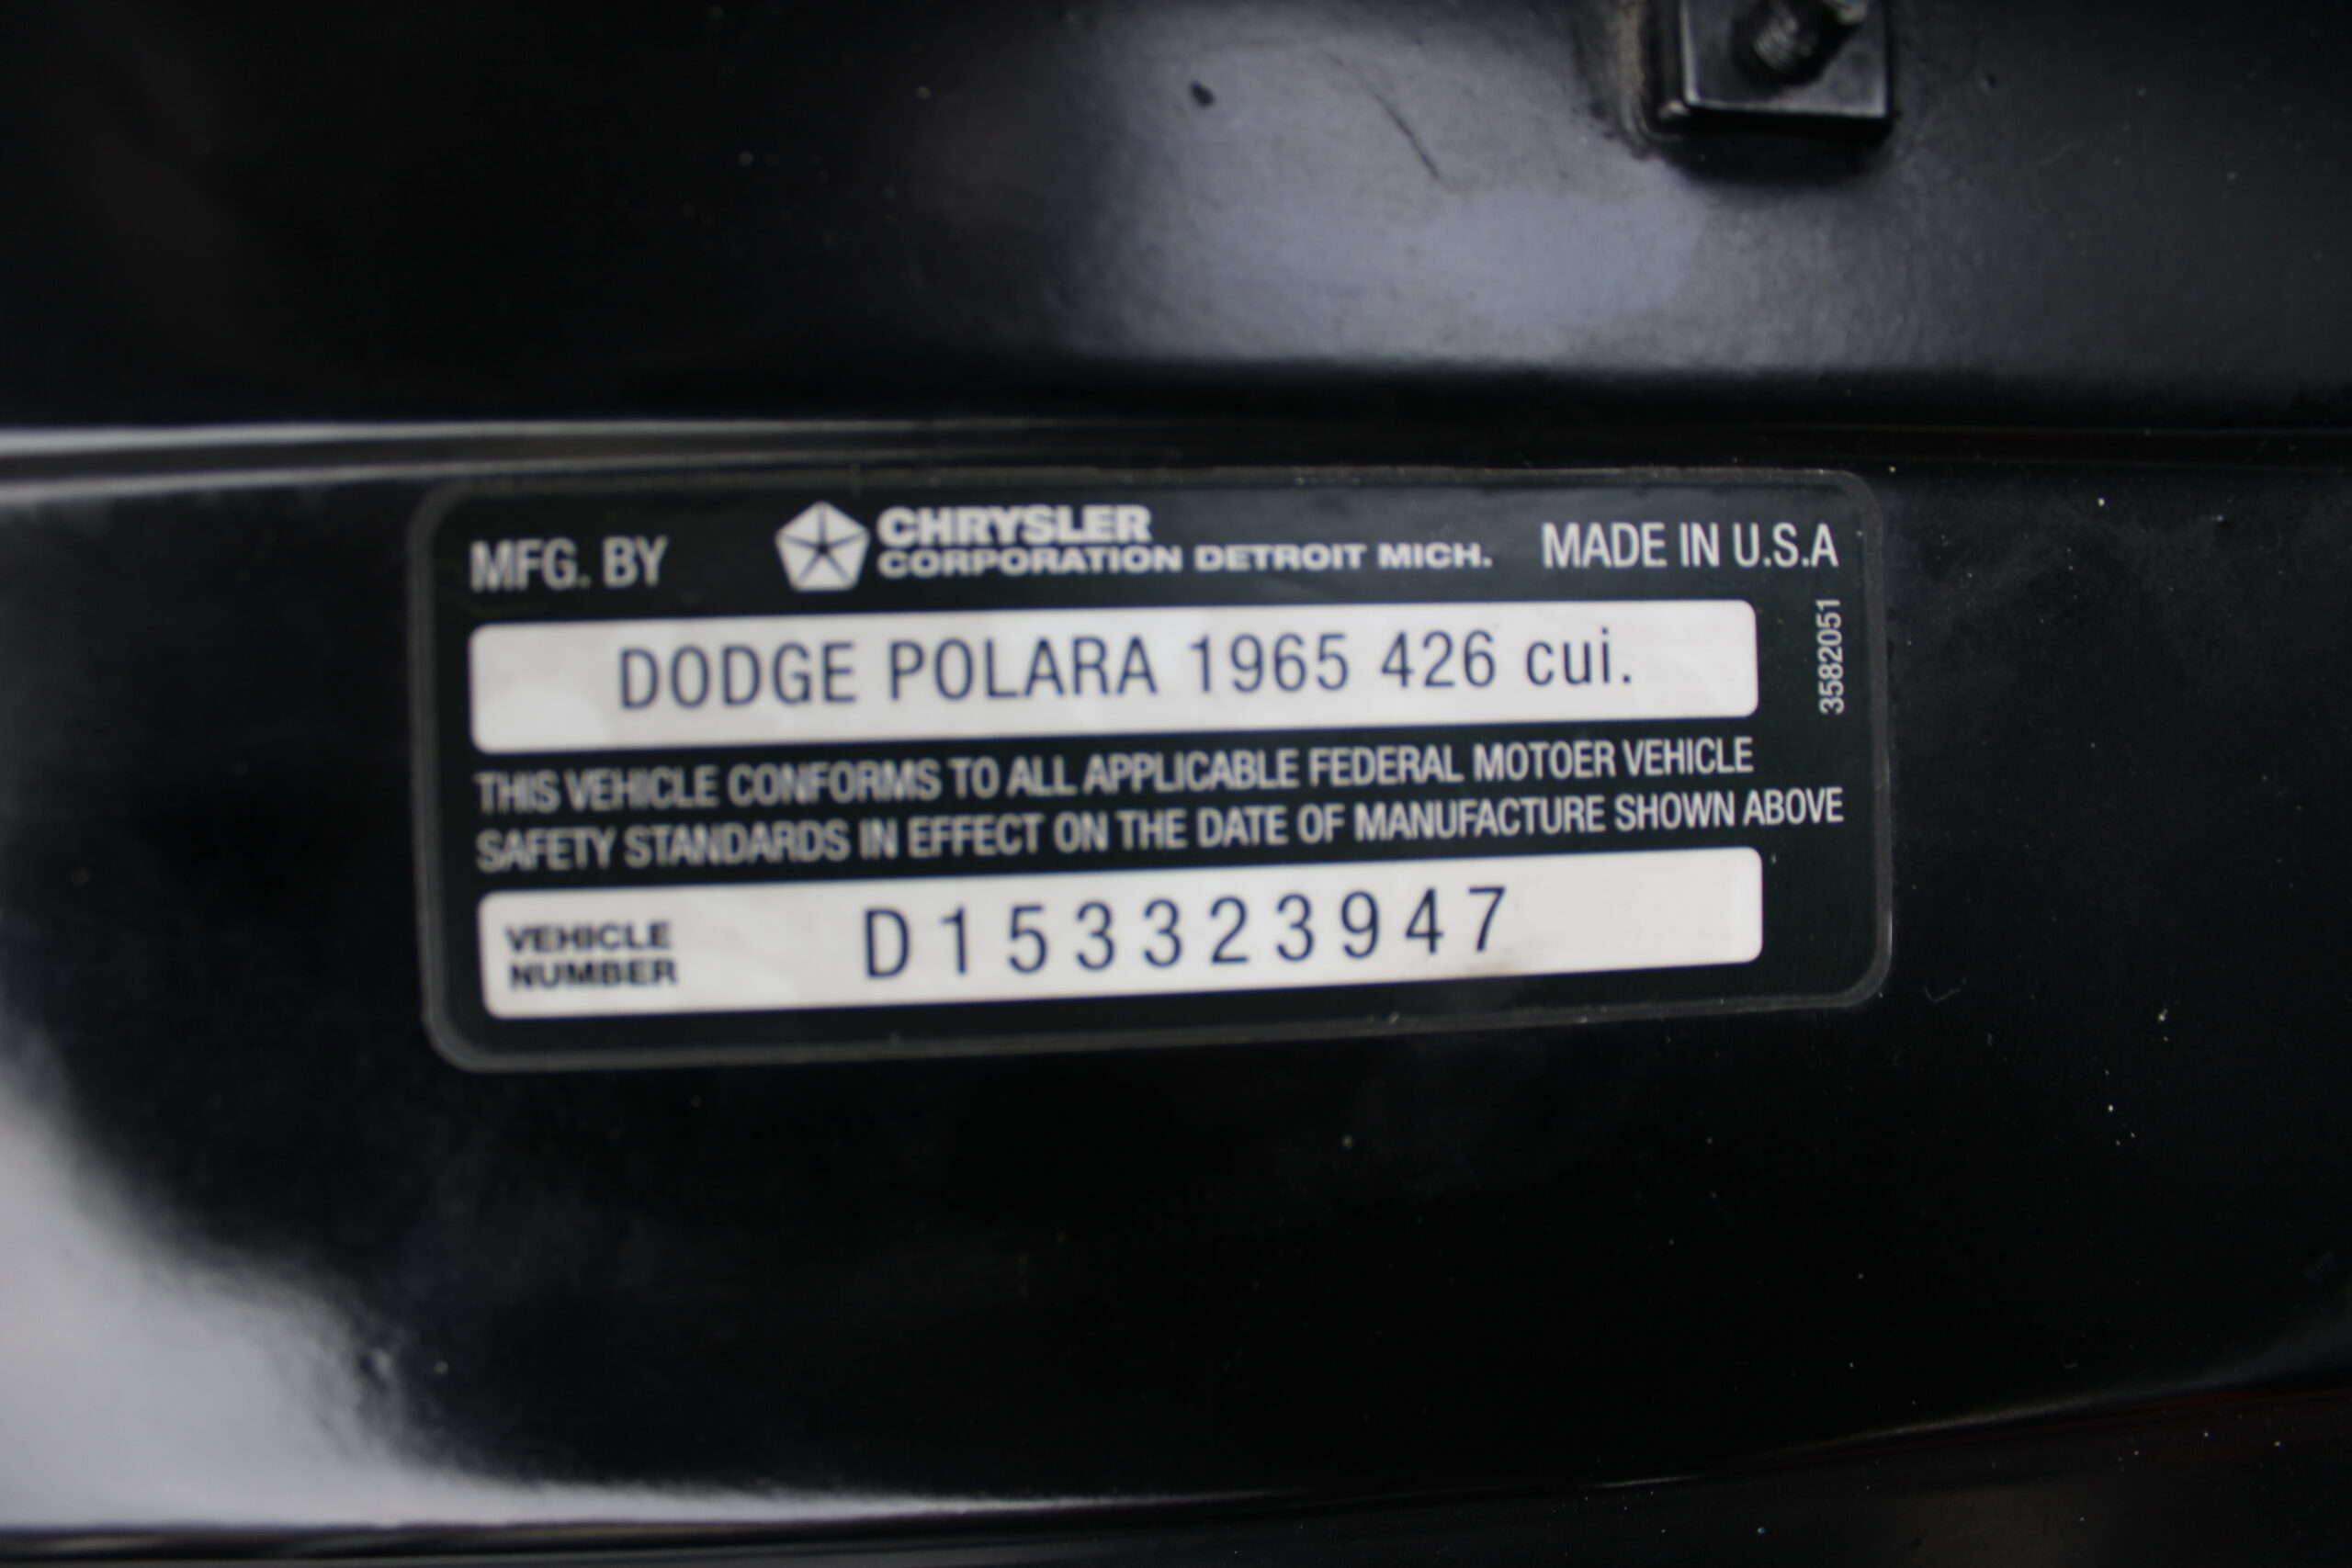 MFG. BY
CHRYSLER
CORPORATION DETROIT MICH.
MADE IN U.S.A
DODGE POLARA 1965 426 cui.
3582051
THIS VEHICLE CONFORMS TO ALL APPLICABLE FEDERAL MOTOER VEHICLE
SAFETY STANDARDS IN EFFECT ON THE DATE OF MANUFACTURE SHOWN ABOVE
VEHICLE
NUMBER
D153323947